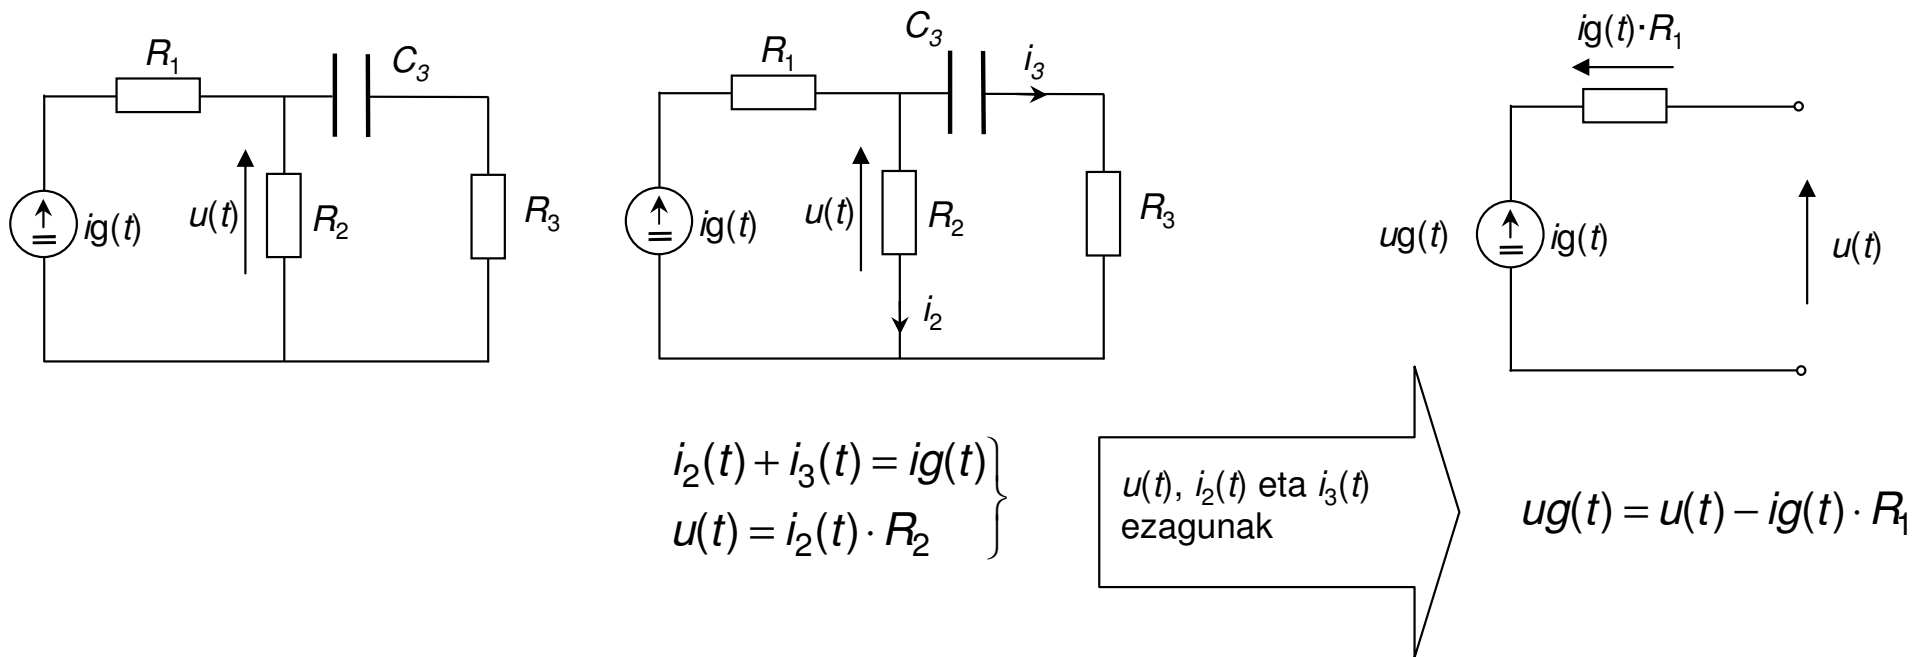 R₁
C₃
ig(t)
u(t)
R₂
R₃
R₁
C₃
i₃
ig(t)
u(t)
R₂
R₃
i₂
ig(t)·R₁
ug(t)
ig(t)
u(t)
i₂(t) + i₃(t) = ig(t)
u(t) = i₂(t) · R₂
u(t), i₂(t) eta i₃(t)
ezagunak
ug(t) = u(t) − ig(t) · R₁